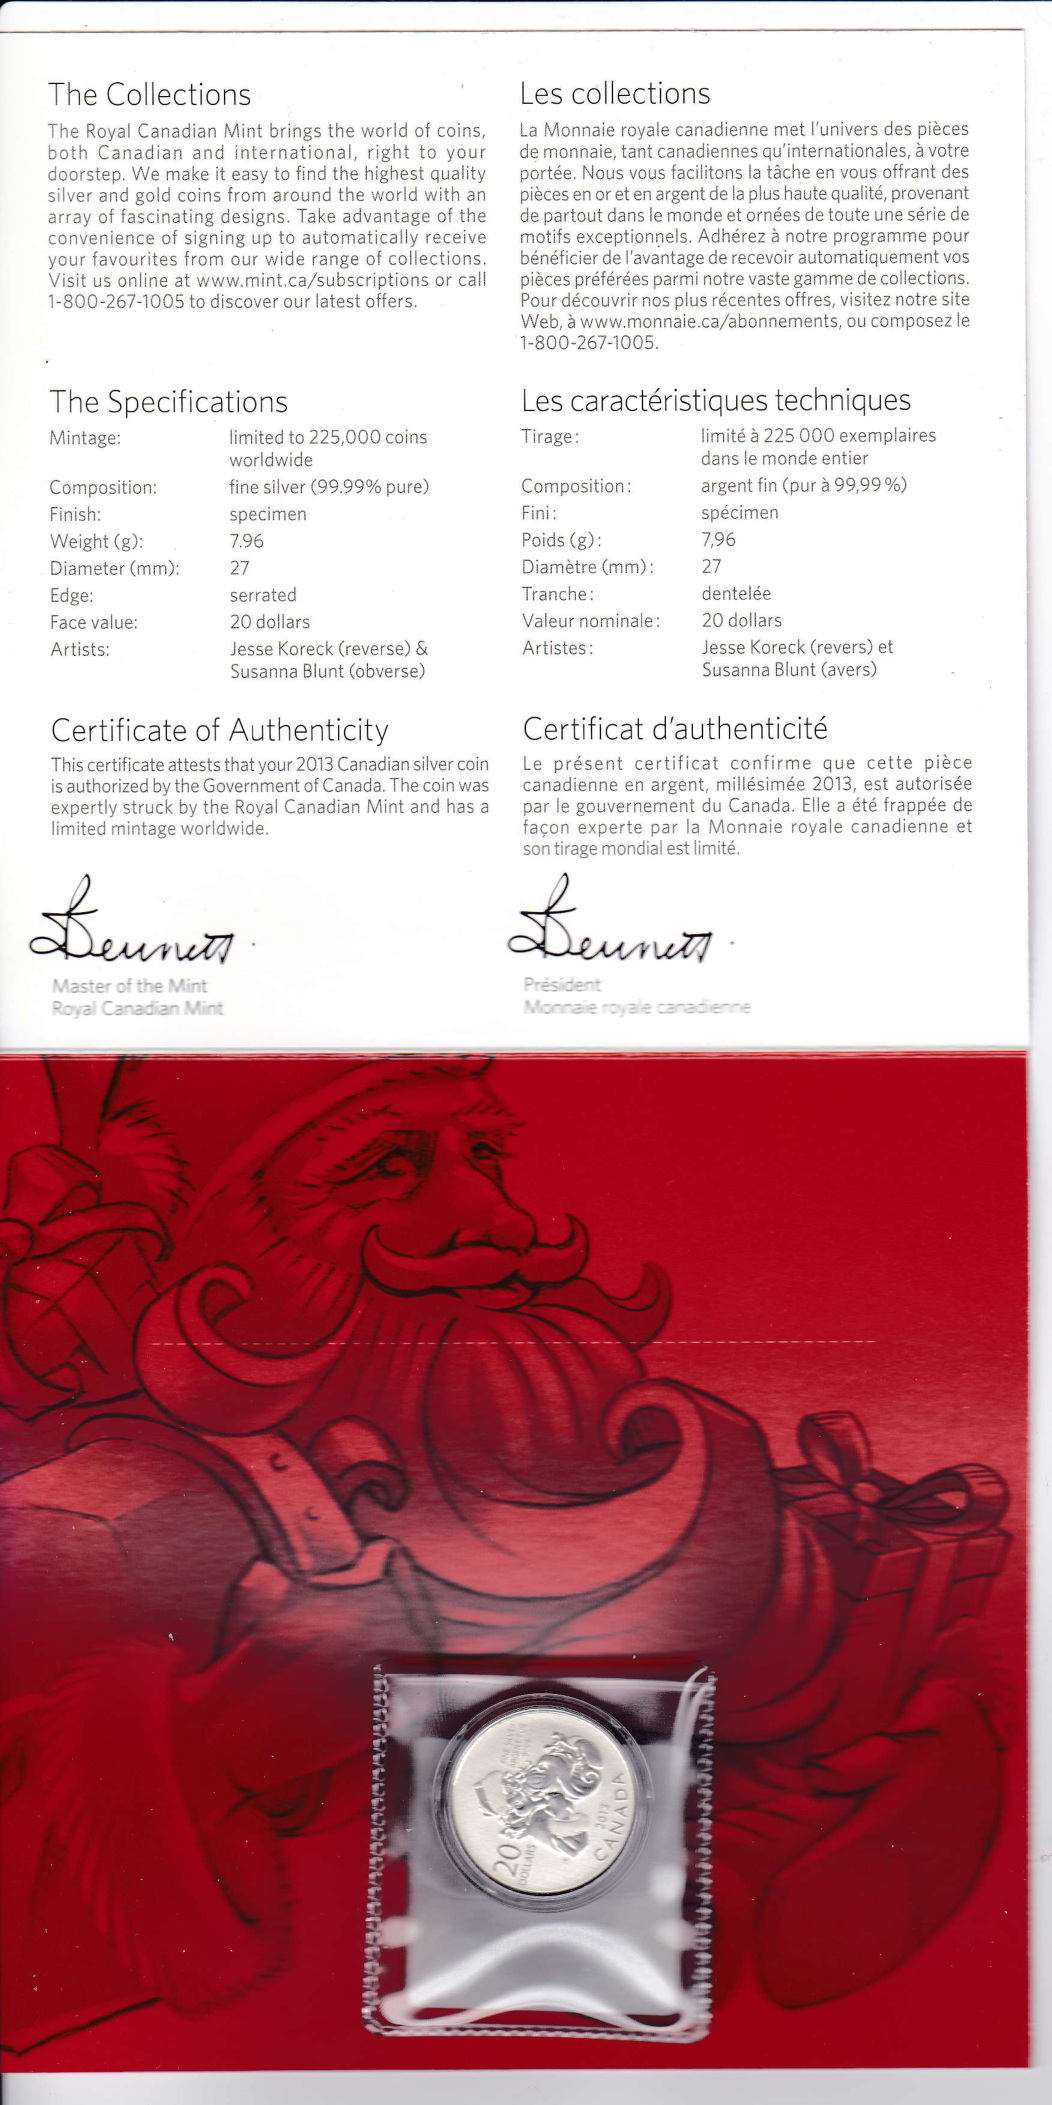 The Collections
The Royal Canadian Mint brings the world of coins,
both Canadian and international, right to your
doorstep. We make it easy to find the highest quality
silver and gold coins from around the world with an
array of fascinating designs. Take advantage of the
convenience of signing up to automatically receive
your favourites from our wide range of collections.
Visit us online at www.mint.ca/subscriptions or call
1-800-267-1005 to discover our latest offers.
The Specifications
Mintage: limited to 225,000 coins
worldwide
Composition: fine silver (99.99% pure)
Finish: specimen
Weight (g): 7.96
Diameter (mm): 27
Edge: serrated
Face value: 20 dollars
Artists: Jesse Koreck (reverse) &
Susanna Blunt (obverse)
Certificate of Authenticity
This certificate attests that your 2013 Canadian silver coin
is authorized by the Government of Canada. The coin was
expertly struck by the Royal Canadian Mint and has a
limited mintage worldwide.
Bennett
Master of the Mint
Royal Canadian Mint
Les collections
La Monnaie royale canadienne met l'univers des pièces
de monnaie, tant canadiennes qu'internationales, à votre
portée. Nous vous facilitons la tâche en vous offrant des
pièces en or et en argent de la plus haute qualité, provenant
de partout dans le monde et ornées de toute une série de
motifs exceptionnels. Adhérez à notre programme pour
bénéficier de l'avantage de recevoir automatiquement vos
pièces préférées parmi notre vaste gamme de collections.
Pour découvrir nos plus récentes offres, visitez notre site
Web, à www.monnaie.ca/abonnements, ou composez le
1-800-267-1005.
Les caractéristiques techniques
Tirage : limité à 225 000 exemplaires
dans le monde entier
Composition : argent fin (pur à 99,99 %)
Fini : spécimen
Poids (g) : 7,96
Diamètre (mm) : 27
Tranche : dentelée
Valeur nominale : 20 dollars
Artistes : Jesse Koreck (revers) et
Susanna Blunt (avers)
Certificat d'authenticité
Le présent certificat confirme que cette pièce
canadienne en argent, millésimée 2013, est autorisée
par le gouvernement du Canada. Elle a été frappée de
façon experte par la Monnaie royale canadienne et
son tirage mondial est limité.
Bennett
Président
Monnaie royale canadienne
20
DOLLARS
2013
CANADA